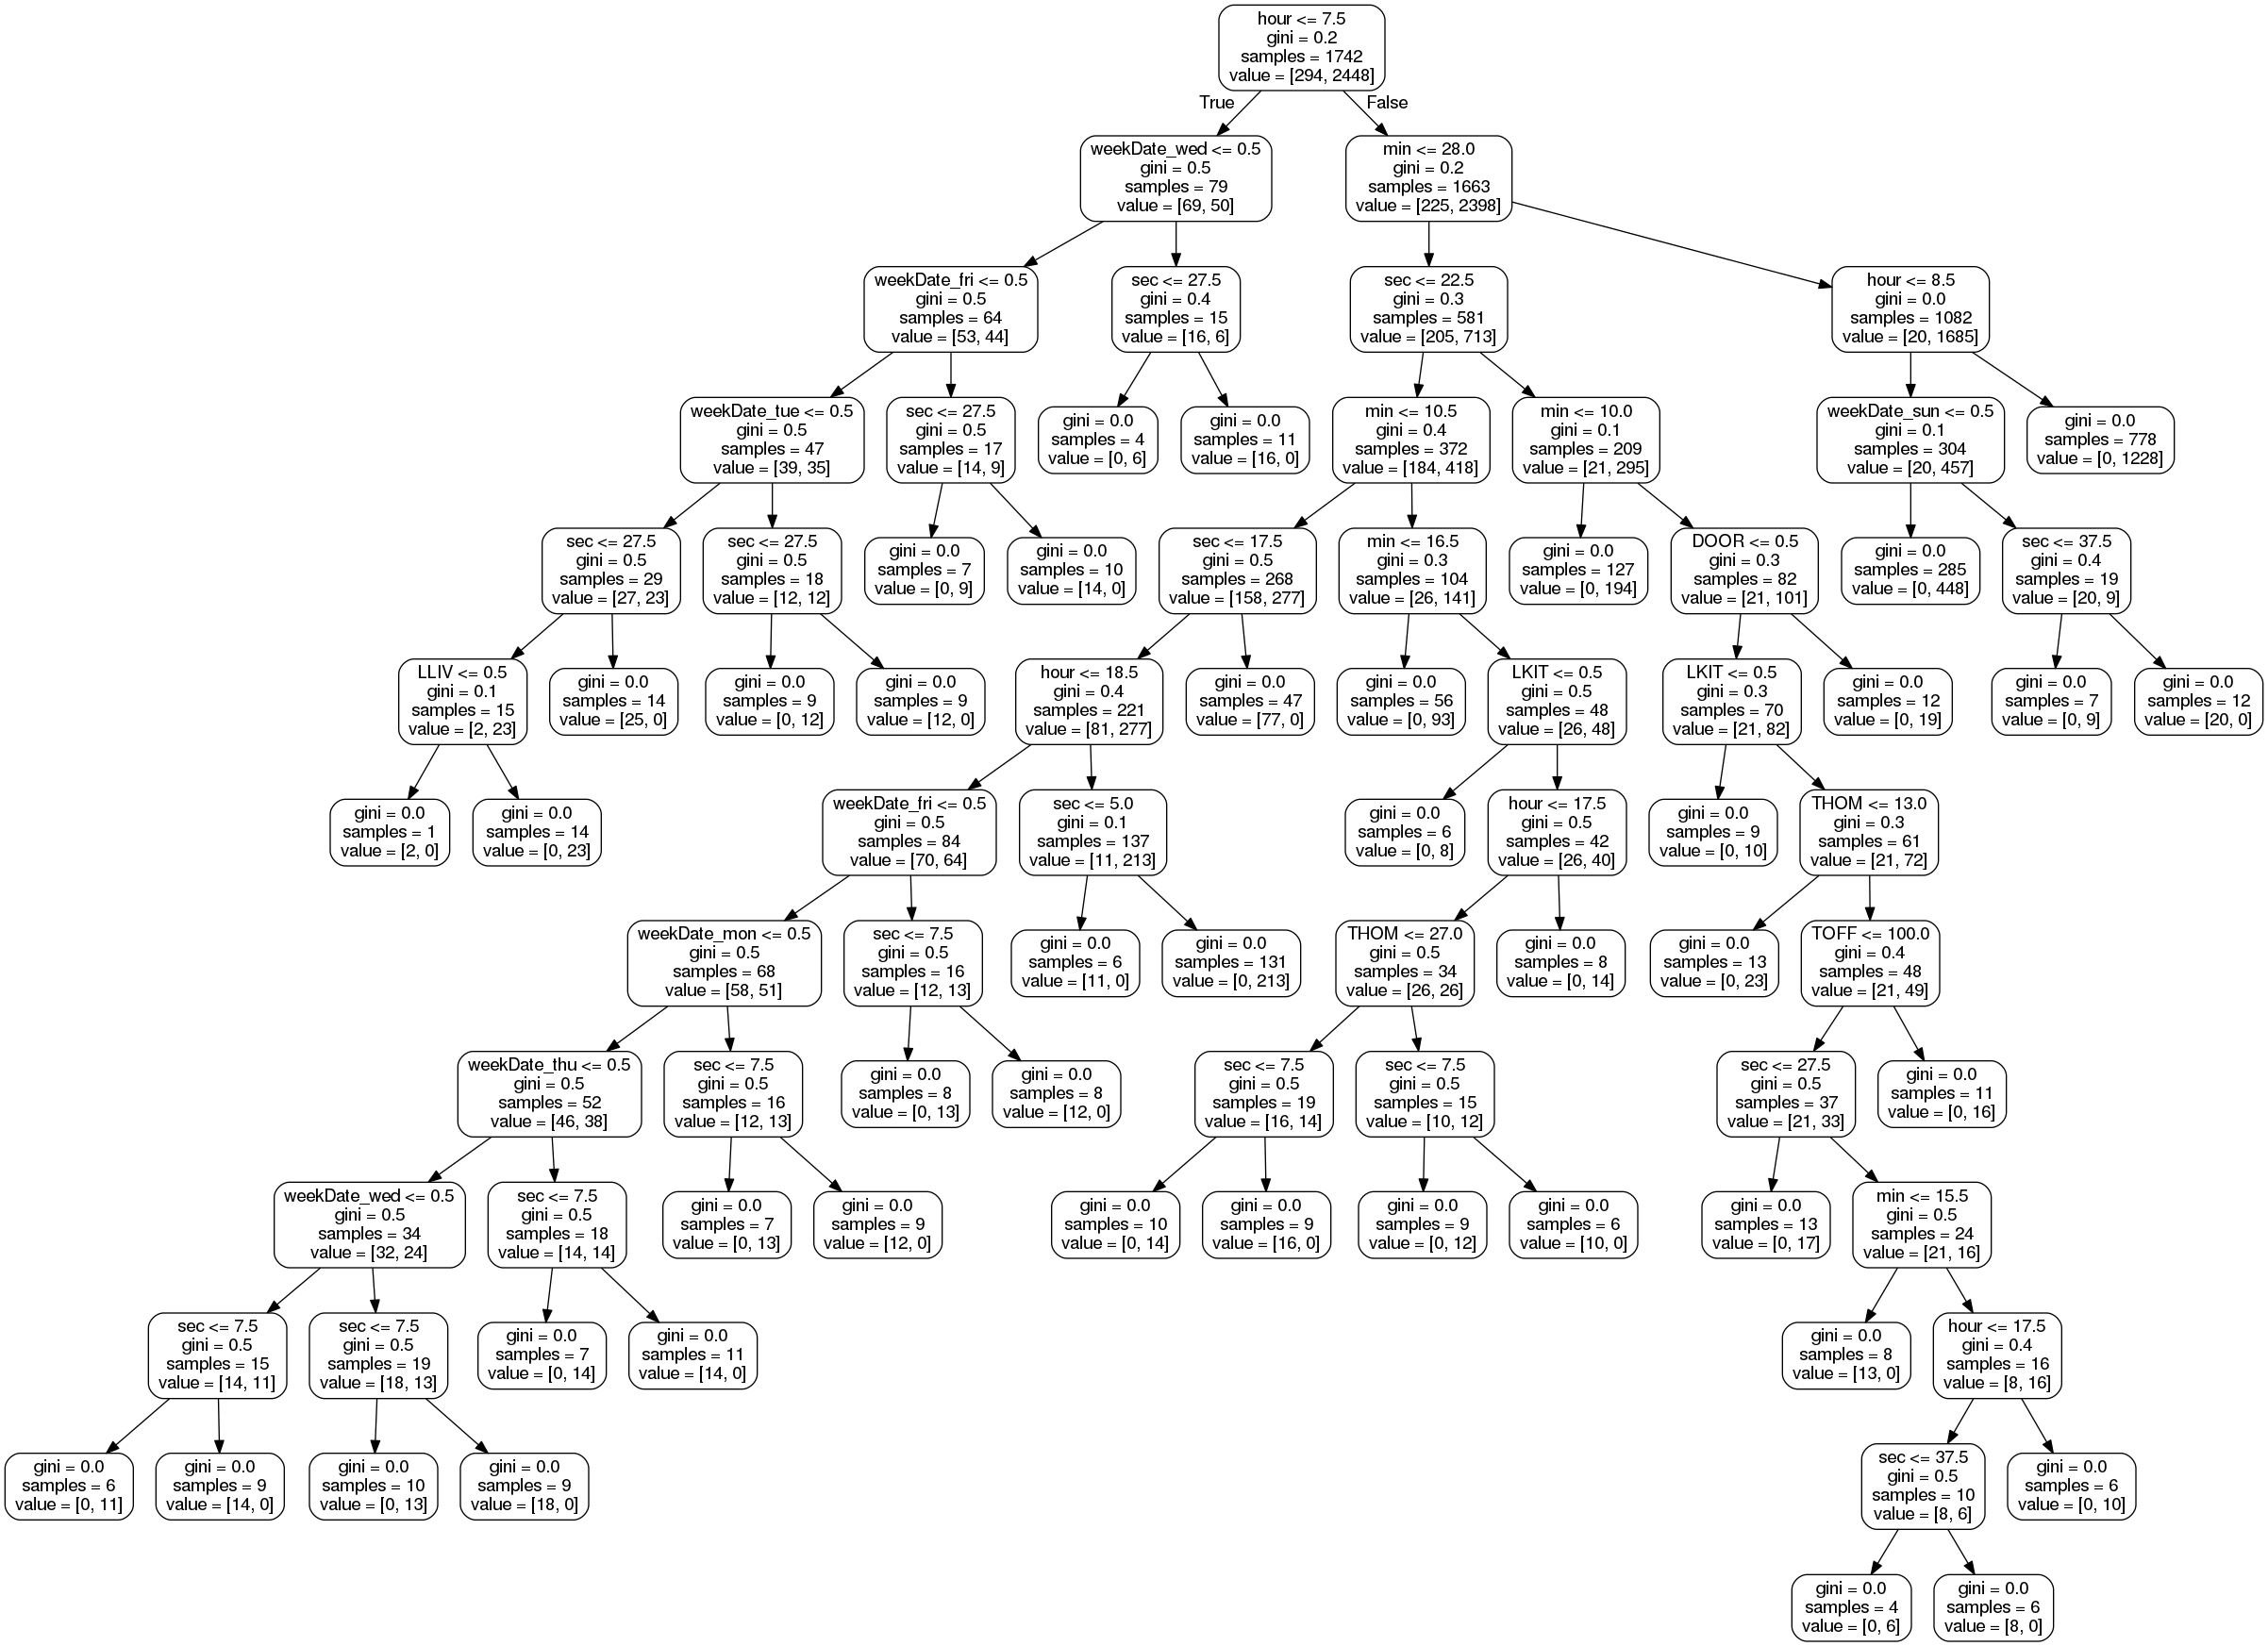 hour <= 7.5
gini = 0.2
samples = 1742
value = [294, 2448]
True
False
weekDate_wed <= 0.5
gini = 0.5
samples = 79
value = [69, 50]
min <= 28.0
gini = 0.2
samples = 1663
value = [225, 2398]
weekDate_fri <= 0.5
gini = 0.5
samples = 64
value = [53, 44]
sec <= 27.5
gini = 0.4
samples = 15
value = [16, 6]
sec <= 22.5
gini = 0.3
samples = 581
value = [205, 713]
hour <= 8.5
gini = 0.0
samples = 1082
value = [20, 1685]
weekDate_tue <= 0.5
gini = 0.5
samples = 47
value = [39, 35]
sec <= 27.5
gini = 0.5
samples = 17
value = [14, 9]
gini = 0.0
samples = 4
value = [0, 6]
gini = 0.0
samples = 11
value = [16, 0]
min <= 10.5
gini = 0.4
samples = 372
value = [184, 418]
min <= 10.0
gini = 0.1
samples = 209
value = [21, 295]
weekDate_sun <= 0.5
gini = 0.1
samples = 304
value = [20, 457]
gini = 0.0
samples = 778
value = [0, 1228]
sec <= 27.5
gini = 0.5
samples = 29
value = [27, 23]
sec <= 27.5
gini = 0.5
samples = 18
value = [12, 12]
gini = 0.0
samples = 7
value = [0, 9]
gini = 0.0
samples = 10
value = [14, 0]
sec <= 17.5
gini = 0.5
samples = 268
value = [158, 277]
min <= 16.5
gini = 0.3
samples = 104
value = [26, 141]
gini = 0.0
samples = 127
value = [0, 194]
DOOR <= 0.5
gini = 0.3
samples = 82
value = [21, 101]
gini = 0.0
samples = 285
value = [0, 448]
sec <= 37.5
gini = 0.4
samples = 19
value = [20, 9]
LLIV <= 0.5
gini = 0.1
samples = 15
value = [2, 23]
gini = 0.0
samples = 14
value = [25, 0]
gini = 0.0
samples = 9
value = [0, 12]
gini = 0.0
samples = 9
value = [12, 0]
hour <= 18.5
gini = 0.4
samples = 221
value = [81, 277]
gini = 0.0
samples = 47
value = [77, 0]
gini = 0.0
samples = 56
value = [0, 93]
LKIT <= 0.5
gini = 0.5
samples = 48
value = [26, 48]
LKIT <= 0.5
gini = 0.3
samples = 70
value = [21, 82]
gini = 0.0
samples = 12
value = [0, 19]
gini = 0.0
samples = 7
value = [0, 9]
gini = 0.0
samples = 12
value = [20, 0]
gini = 0.0
samples = 1
value = [2, 0]
gini = 0.0
samples = 14
value = [0, 23]
weekDate_fri <= 0.5
gini = 0.5
samples = 84
value = [70, 64]
sec <= 5.0
gini = 0.1
samples = 137
value = [11, 213]
gini = 0.0
samples = 6
value = [0, 8]
hour <= 17.5
gini = 0.5
samples = 42
value = [26, 40]
gini = 0.0
samples = 9
value = [0, 10]
THOM <= 13.0
gini = 0.3
samples = 61
value = [21, 72]
weekDate_mon <= 0.5
gini = 0.5
samples = 68
value = [58, 51]
sec <= 7.5
gini = 0.5
samples = 16
value = [12, 13]
gini = 0.0
samples = 6
value = [11, 0]
gini = 0.0
samples = 131
value = [0, 213]
THOM <= 27.0
gini = 0.5
samples = 34
value = [26, 26]
gini = 0.0
samples = 8
value = [0, 14]
gini = 0.0
samples = 13
value = [0, 23]
TOFF <= 100.0
gini = 0.4
samples = 48
value = [21, 49]
weekDate_thu <= 0.5
gini = 0.5
samples = 52
value = [46, 38]
sec <= 7.5
gini = 0.5
samples = 16
value = [12, 13]
gini = 0.0
samples = 8
value = [0, 13]
gini = 0.0
samples = 8
value = [12, 0]
sec <= 7.5
gini = 0.5
samples = 19
value = [16, 14]
sec <= 7.5
gini = 0.5
samples = 15
value = [10, 12]
sec <= 27.5
gini = 0.5
samples = 37
value = [21, 33]
gini = 0.0
samples = 11
value = [0, 16]
weekDate_wed <= 0.5
gini = 0.5
samples = 34
value = [32, 24]
sec <= 7.5
gini = 0.5
samples = 18
value = [14, 14]
gini = 0.0
samples = 7
value = [0, 13]
gini = 0.0
samples = 9
value = [12, 0]
gini = 0.0
samples = 10
value = [0, 14]
gini = 0.0
samples = 9
value = [16, 0]
gini = 0.0
samples = 9
value = [0, 12]
gini = 0.0
samples = 6
value = [10, 0]
gini = 0.0
samples = 13
value = [0, 17]
min <= 15.5
gini = 0.5
samples = 24
value = [21, 16]
sec <= 7.5
gini = 0.5
samples = 15
value = [14, 11]
sec <= 7.5
gini = 0.5
samples = 19
value = [18, 13]
gini = 0.0
samples = 7
value = [0, 14]
gini = 0.0
samples = 11
value = [14, 0]
gini = 0.0
samples = 8
value = [13, 0]
hour <= 17.5
gini = 0.4
samples = 16
value = [8, 16]
gini = 0.0
samples = 6
value = [0, 11]
gini = 0.0
samples = 9
value = [14, 0]
gini = 0.0
samples = 10
value = [0, 13]
gini = 0.0
samples = 9
value = [18, 0]
sec <= 37.5
gini = 0.5
samples = 10
value = [8, 6]
gini = 0.0
samples = 6
value = [0, 10]
gini = 0.0
samples = 4
value = [0, 6]
gini = 0.0
samples = 6
value = [8, 0]